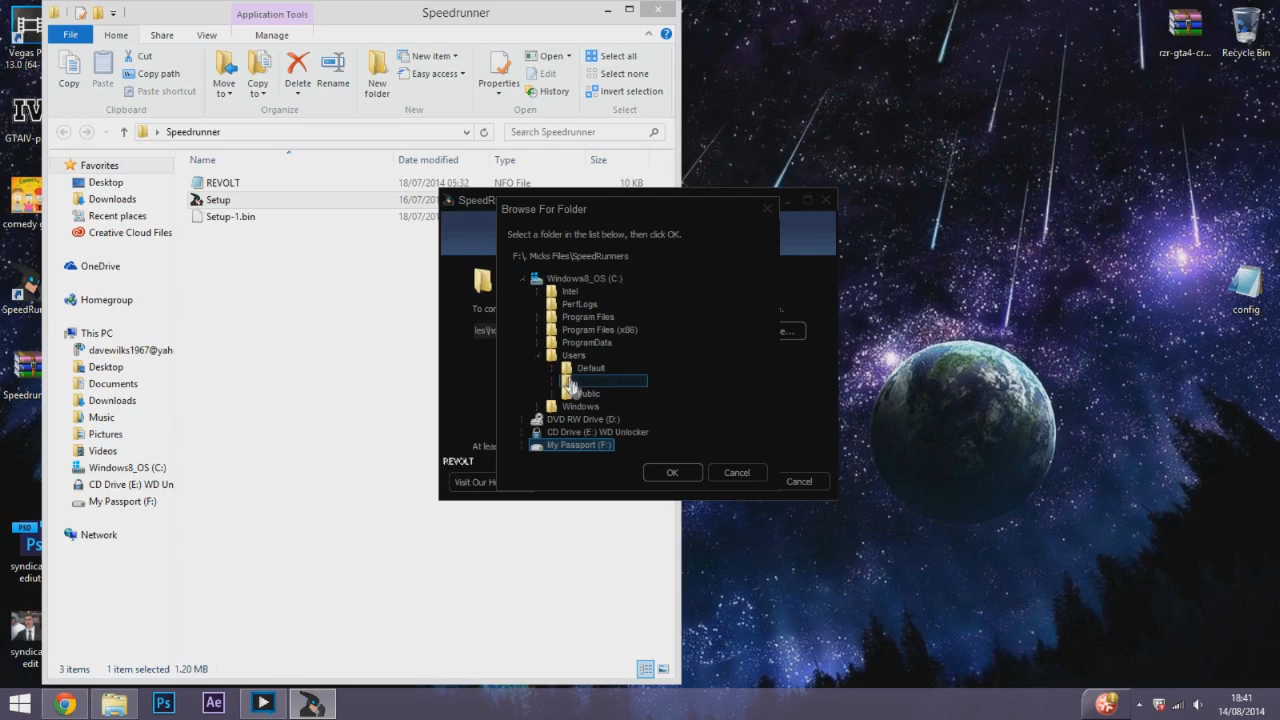 Application Tools
Speedrunner
File
Home
Share
View
Manage
Copy
Paste
Cut
Copy path
Paste shortcut
Clipboard
Move to
Copy to
Delete
Rename
Organize
New folder
New item
Easy access
New
Properties
Open
Edit
History
Open
Select all
Select none
Invert selection
Select
Speedrunner
Search Speedrunner
Name
Date modified
Type
Size
REVOLT
18/07/2014 05:32
NFO File
10 KB
Setup
16/07/20
Setup-1.bin
18/07/20
Favorites
Desktop
Downloads
Recent places
Creative Cloud Files
OneDrive
Homegroup
This PC
davewilks1967@yah
Desktop
Documents
Downloads
Music
Pictures
Videos
Windows8_OS (C:)
CD Drive (E:) WD Un
My Passport (F:)
Network
3 items
1 item selected
1.20 MB
SpeedR
Browse For Folder
Select a folder in the list below, then click OK.
F:\. Micks Files\SpeedRunners
Windows8_OS (C:)
Intel
PerfLogs
Program Files
Program Files (x86)
ProgramData
Users
Default
Windows
DVD RW Drive (D:)
CD Drive (E:) WD Unlocker
My Passport (F:)
OK
Cancel
To con
les\ho
e...
At leas
REVOLT
Visit Our H
Cancel
Vegas P
13.0 (64-
IV
GTAIV-p
comedy
SpeedRun
Speedrun
PSD
Ps
syndica
ediut
syndica
edit
rzr-gta4-cr...
Recycle Bin
config
Ps
Ae
18:41
14/08/2014